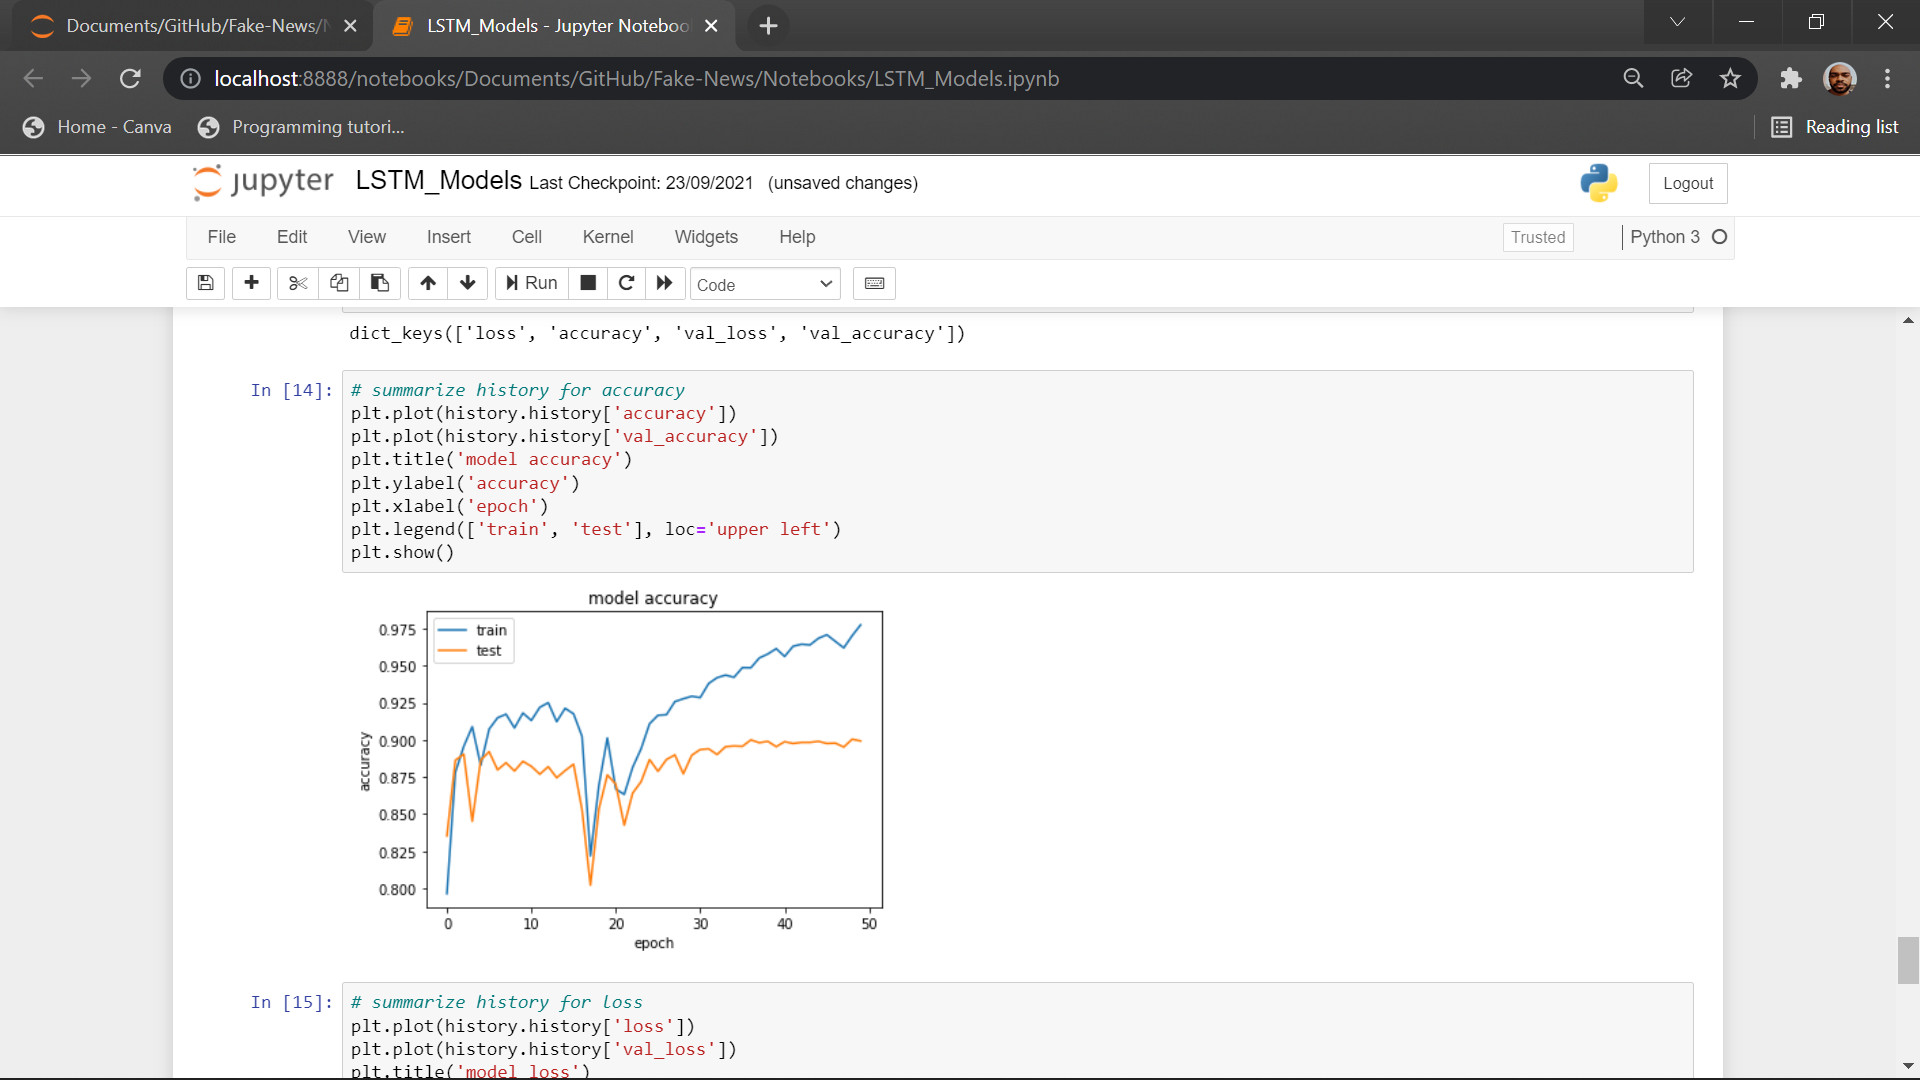 Documents/GitHub/Fake-News/
LSTM_Models - Jupyter Noteboo
localhost:8888/notebooks/Documents/GitHub/Fake-News/Notebooks/LSTM_Models.ipynb
Home - Canva
Programming tutori...
Reading list
jupyter LSTM_Models Last Checkpoint: 23/09/2021 (unsaved changes)
Logout
File Edit View Insert Cell Kernel Widgets Help
Trusted
Python 3
Run
Code
dict_keys(['loss', 'accuracy', 'val_loss', 'val_accuracy'])
In [14]:
# summarize history for accuracy
plt.plot(history.history['accuracy'])
plt.plot(history.history['val_accuracy'])
plt.title('model accuracy')
plt.ylabel('accuracy')
plt.xlabel('epoch')
plt.legend(['train', 'test'], loc='upper left')
plt.show()
model accuracy
train
test
accuracy
0.975
0.950
0.925
0.900
0.875
0.850
0.825
0.800
0 10 20 30 40 50
epoch
In [15]:
# summarize history for loss
plt.plot(history.history['loss'])
plt.plot(history.history['val_loss'])
plt.title('model loss')